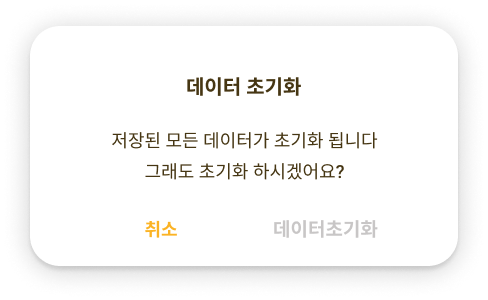 데이터 초기화
저장된 모든 데이터가 초기화 됩니다
그래도 초기화 하시겠어요?
취소 데이터초기화